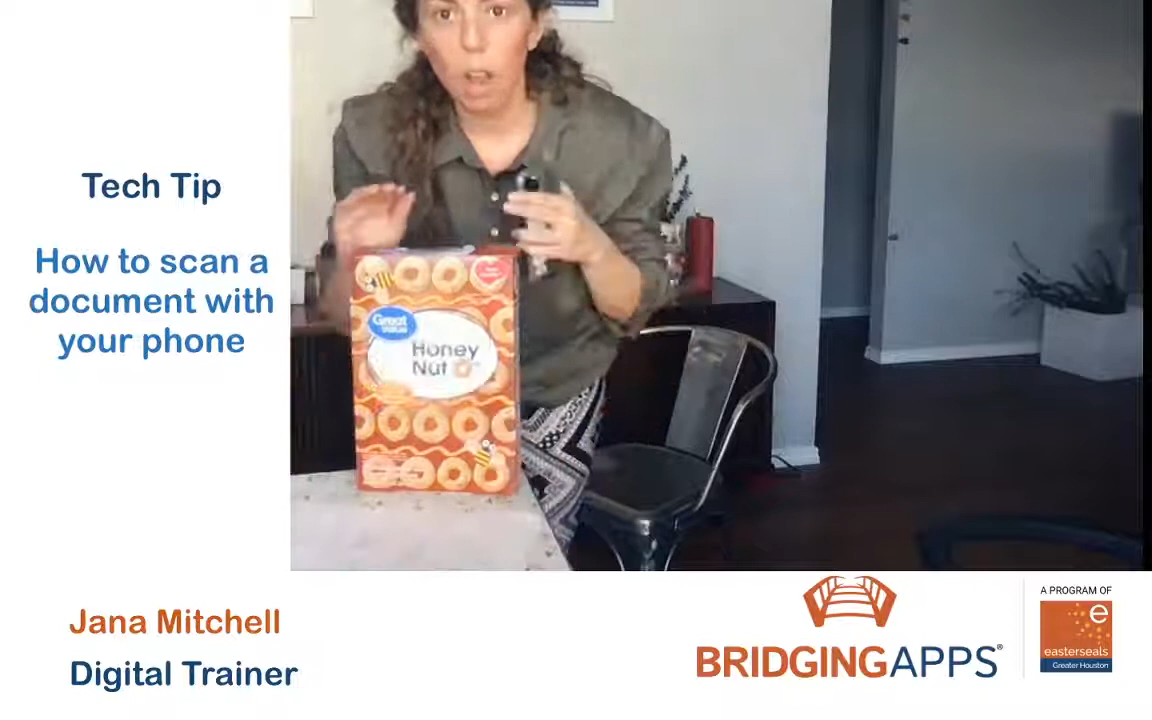 Tech Tip
How to scan a
document with
your phone
Great
Value
Honey
Nut
Jana Mitchell
Digital Trainer
BRIDGINGAPPS®
A PROGRAM OF
e
easterseals
Greater Houston